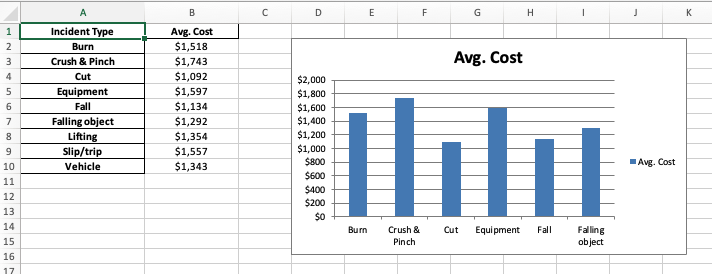 A B C D E F G H I J K
1 Incident Type Avg. Cost
2 Burn $1,518
3 Crush & Pinch $1,743
4 Cut $1,092
5 Equipment $1,597
6 Fall $1,134
7 Falling object $1,292
8 Lifting $1,354
9 Slip/trip $1,557
10 Vehicle $1,343
11
12
13
14
15
16
17
Avg. Cost
$2,000
$1,800
$1,600
$1,400
$1,200
$1,000
$800
$600
$400
$200
$0
Burn Crush & Cut Equipment Fall Falling
Pinch object
Avg. Cost